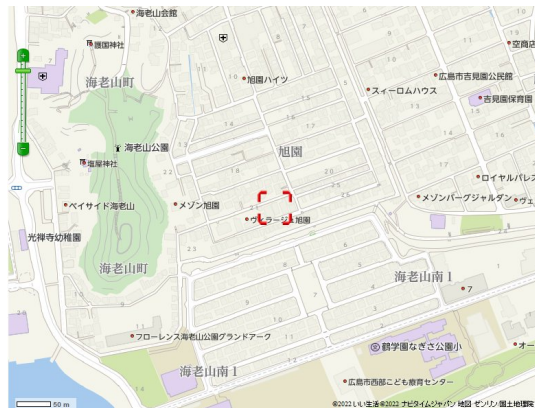 海老山会館
護国神社
空商店
海老山町
旭園ハイツ
広島市吉見園公民館
スィーロムハウス
吉見園保育園
海老山公園
旭園
塩屋神社
ロイヤルパレス
ベイサイド海老山
メゾン旭園
メゾンバーグジャルダン
ヴィラージュ旭園
光禅寺幼稚園
海老山町
海老山南1
7
フローレンス海老山公園グランドアーク
鶴学園なぎさ公園小
海老山南1
広島市西部こども療育センター
50 m
©2022 いい生活 ©2022 ナビタイムジャパン 地図 ゼンリン 国土地理院